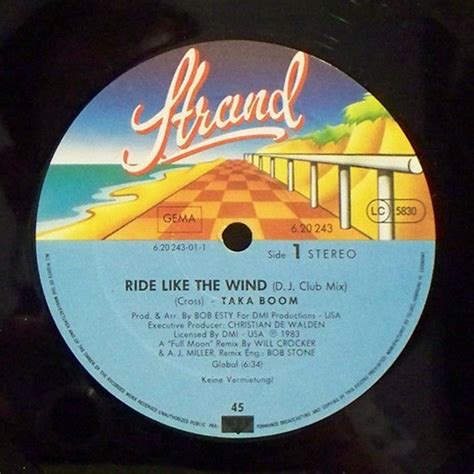 Strand
GEMA
LC 5830
6.20 243
6.20 243-01-1
Side 1 STEREO
RIDE LIKE THE WIND (D.J. Club Mix)
(Cross) - TAKA BOOM
Prod. & Arr. By BOB ESTY For DMI Productions - USA
Executive Producer: CHRISTIAN DE WALDEN
Licensed By DMI - USA Ⓟ 1983
A "Full Moon" Remix By WILL CROCKER
& A.J. MILLER, Remix Eng.: BOB STONE
Global (6:34)
Keine Vermietung!
45